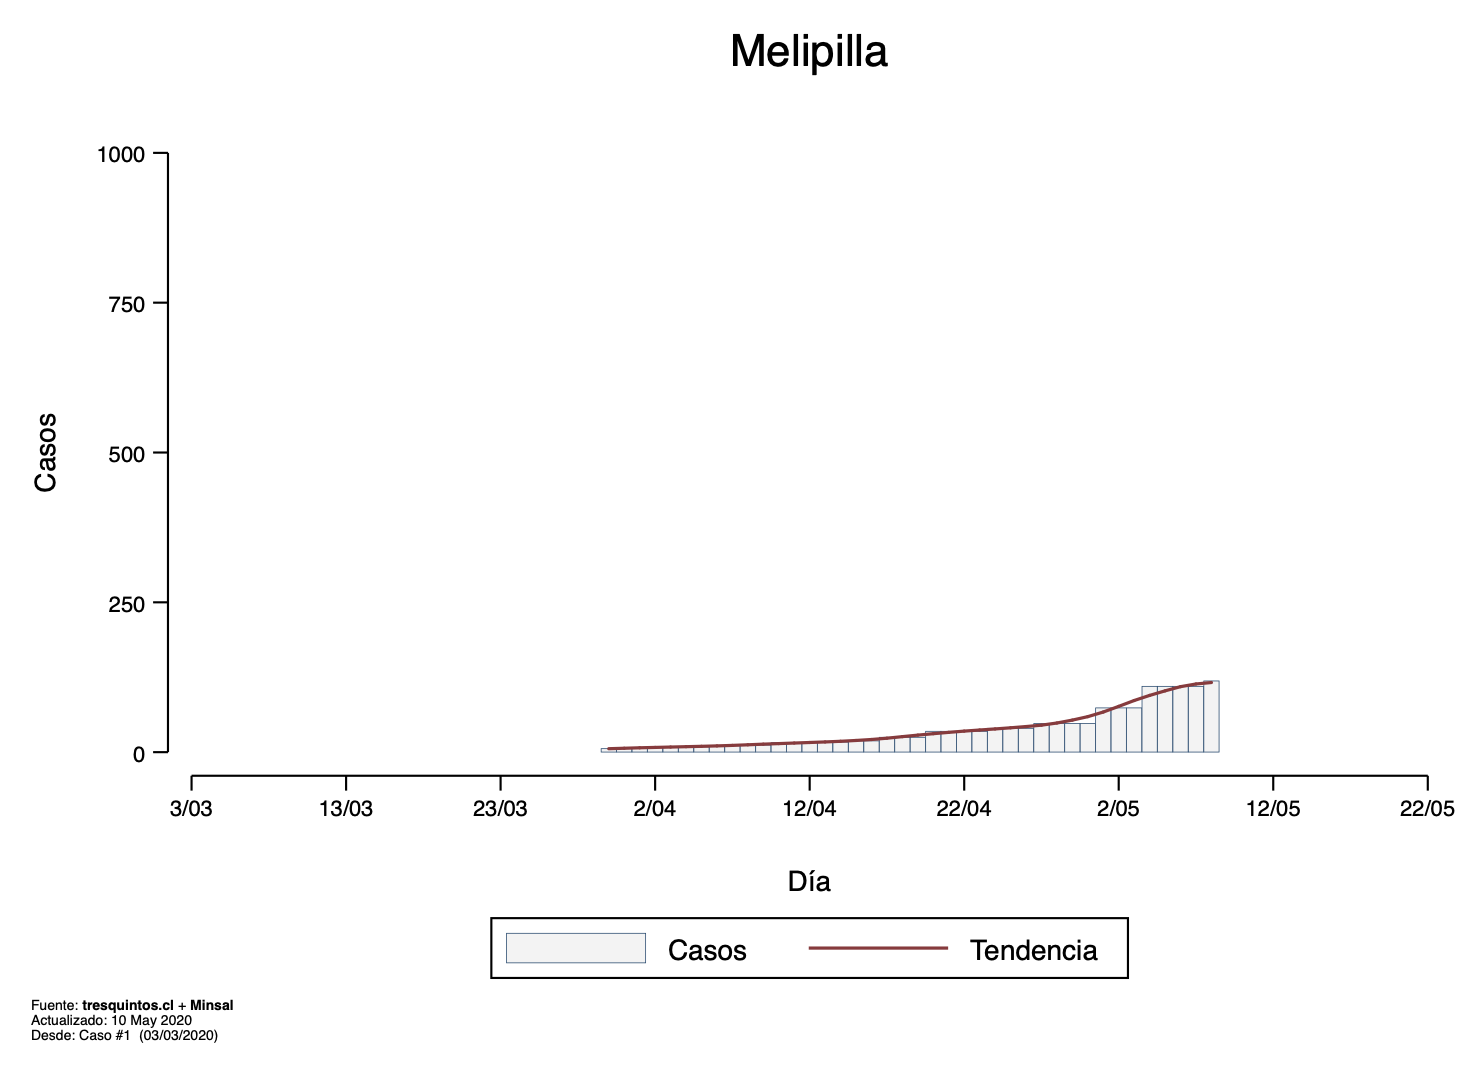 Melipilla
1000
750
500
250
0
Casos
3/03
13/03
23/03
2/04
12/04
22/04
2/05
12/05
22/05
Día
Casos
Tendencia
Fuente: tresquintos.cl + Minsal
Actualizado: 10 May 2020
Desde: Caso #1  (03/03/2020)